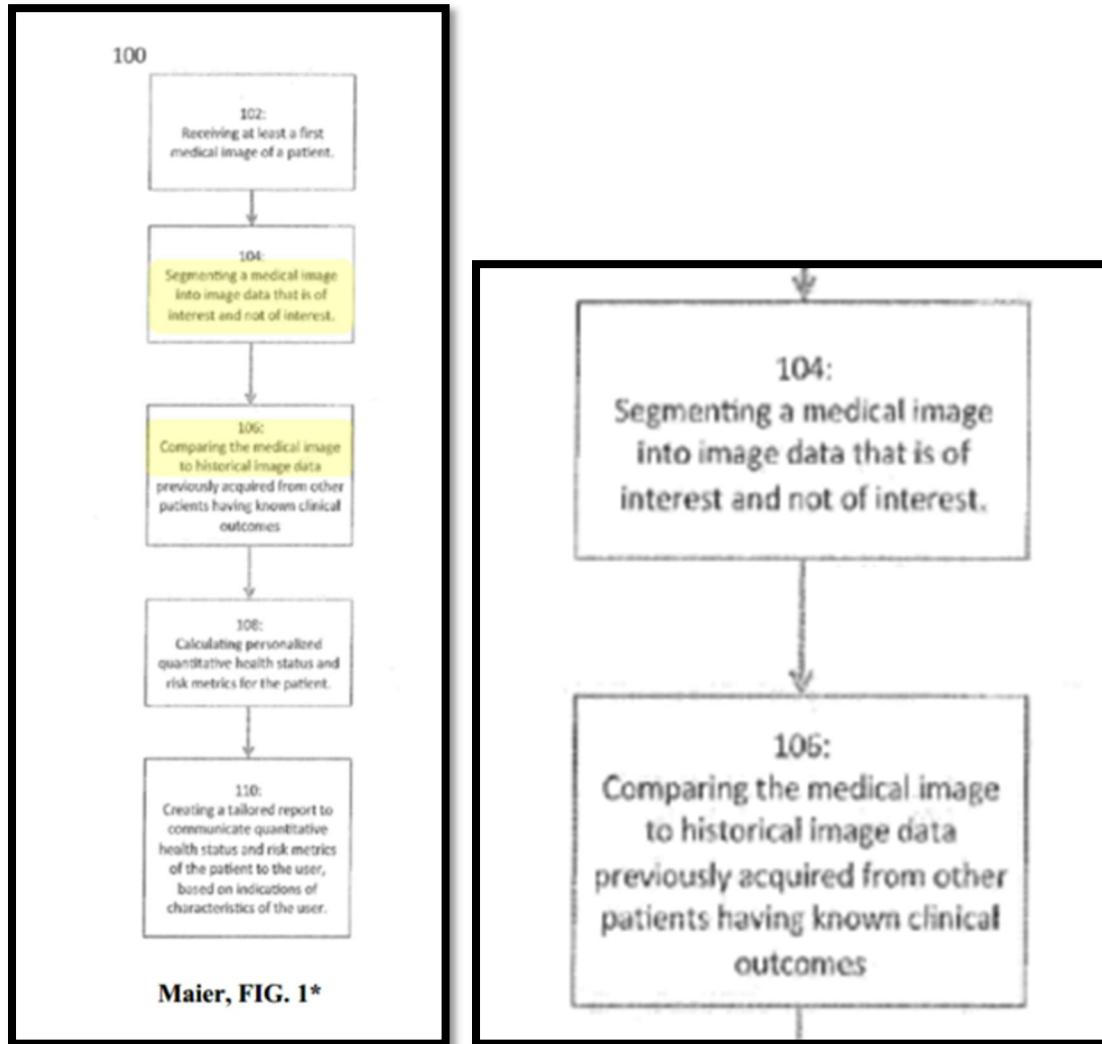 100
102:
Receiving at least a first
medical image of a patient.
104:
Segmenting a medical image
into image data that is of
interest and not of interest.
106:
Comparing the medical image
to historical image data
previously acquired from other
patients having known clinical
outcomes
108:
Calculating personalized
quantitative health status and
risk metrics for the patient.
110:
Creating a tailored report to
communicate quantitative
health status and risk metrics
of the patient to the user,
based on indications of
characteristics of the user.
Maier, FIG. 1*
104:
Segmenting a medical image
into image data that is of
interest and not of interest.
106:
Comparing the medical image
to historical image data
previously acquired from other
patients having known clinical
outcomes